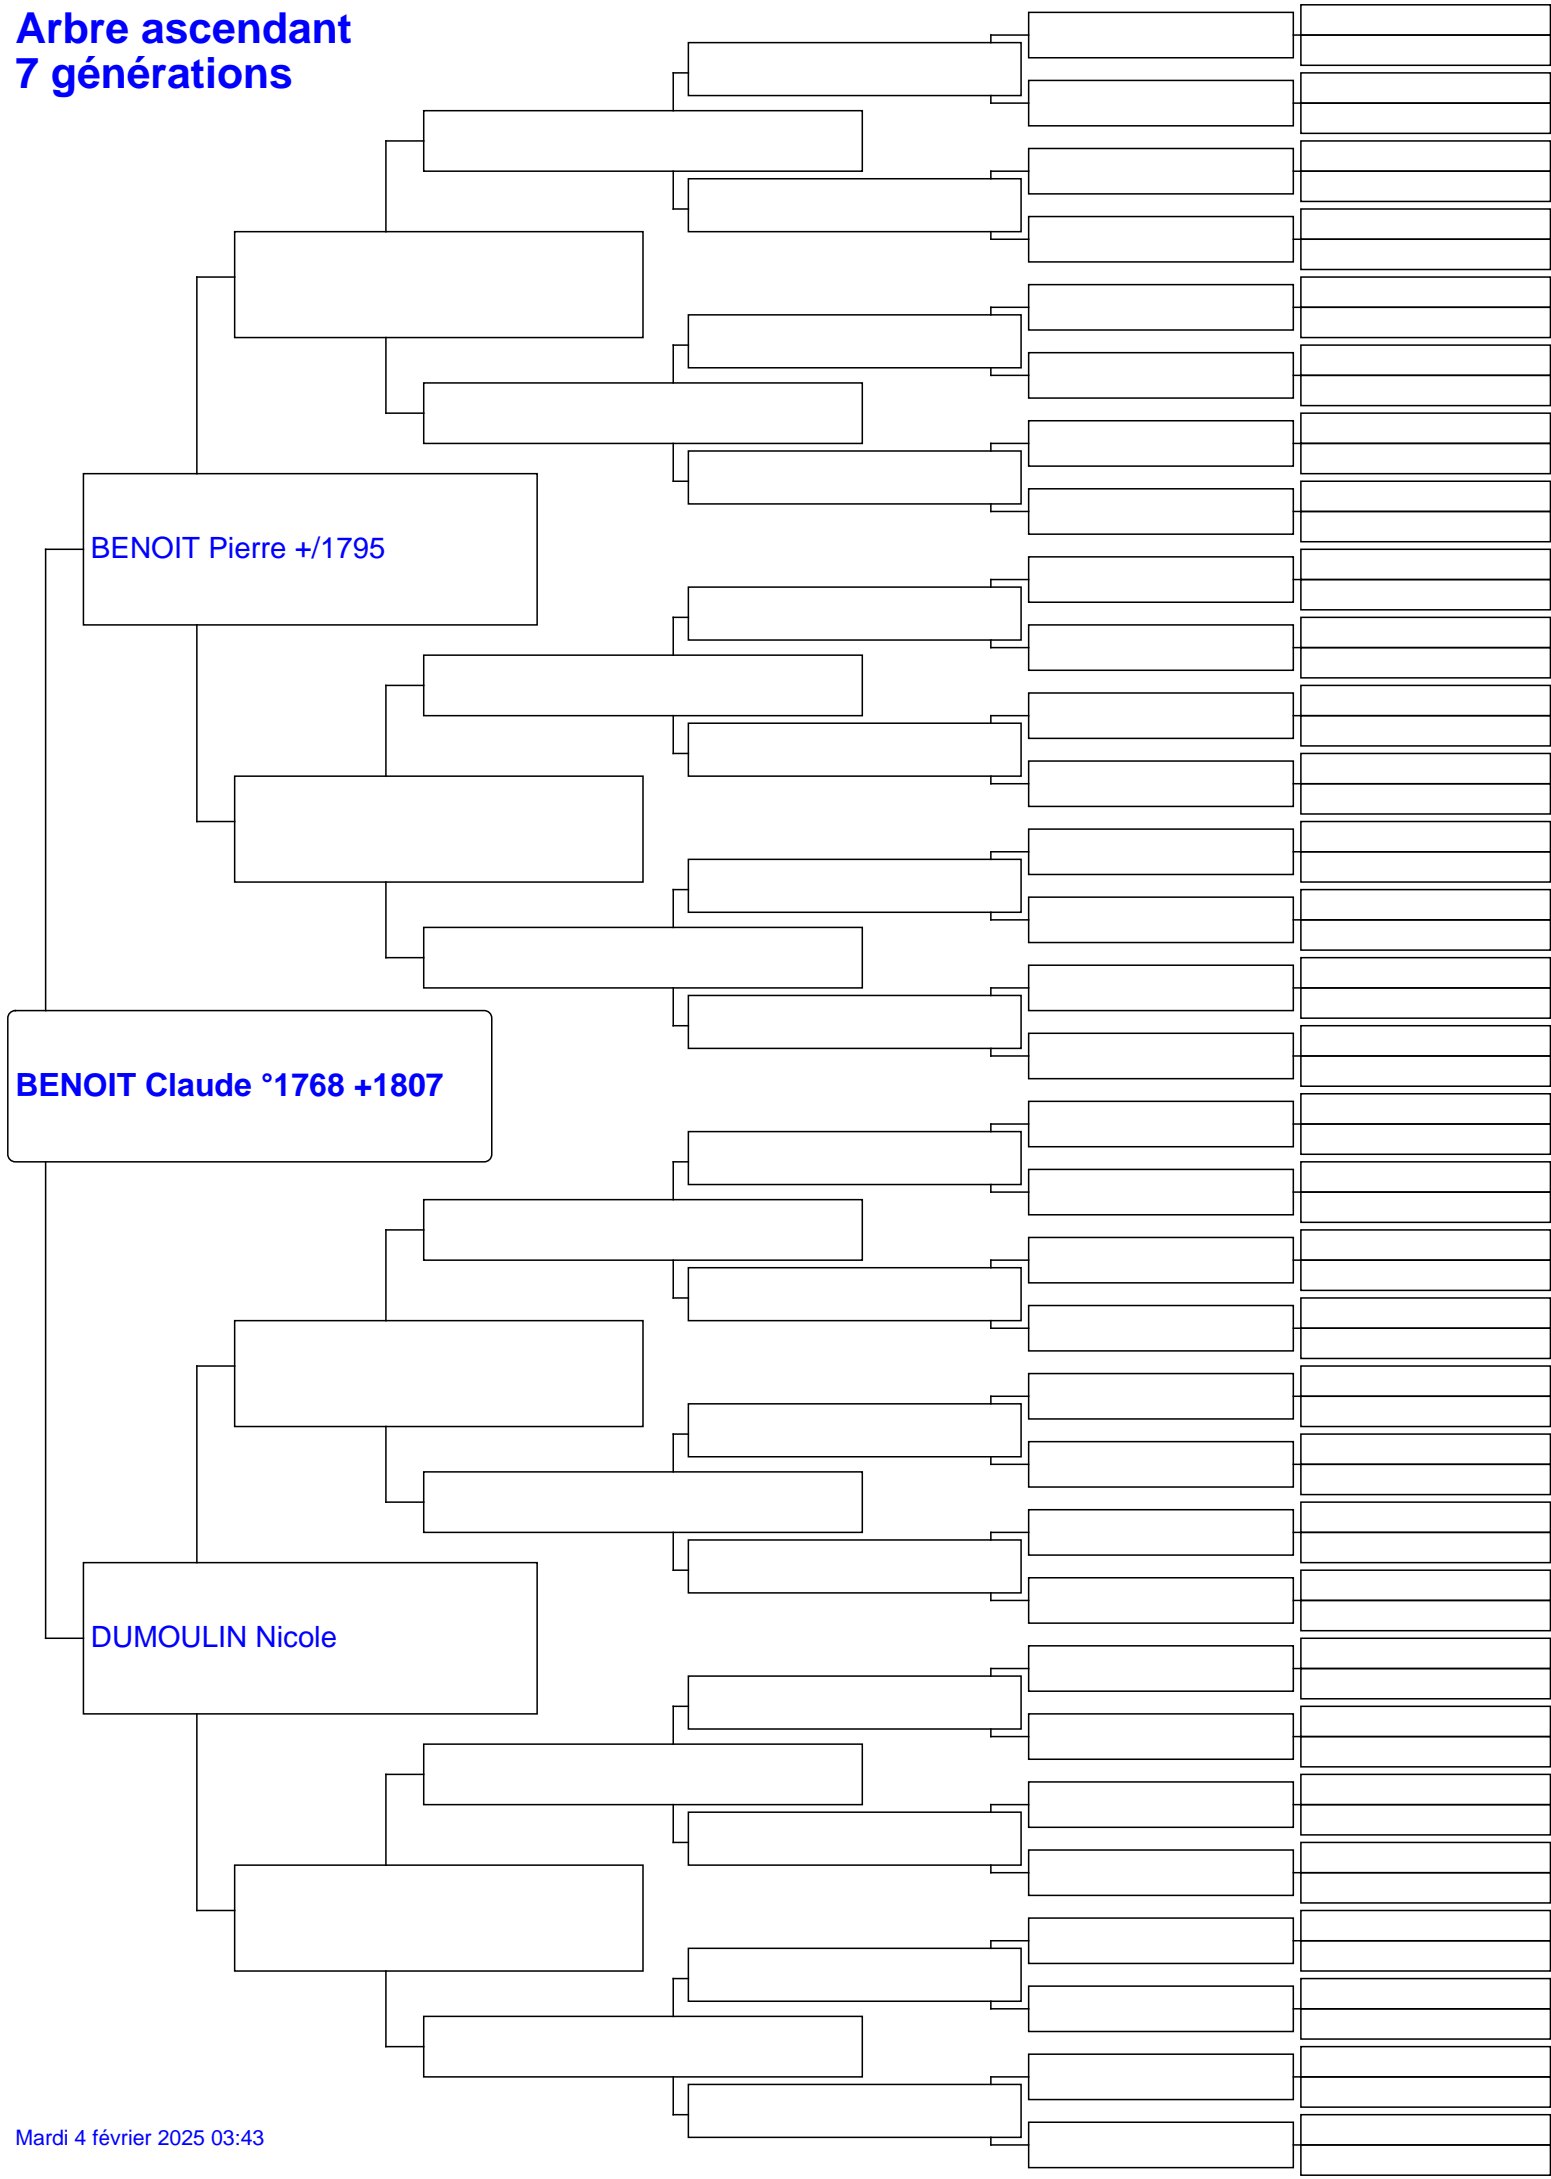 Arbre ascendant
7 générations
BENOIT Pierre +/1795
BENOIT Claude °1768 +1807
DUMOULIN Nicole
Mardi 4 février 2025 03:43